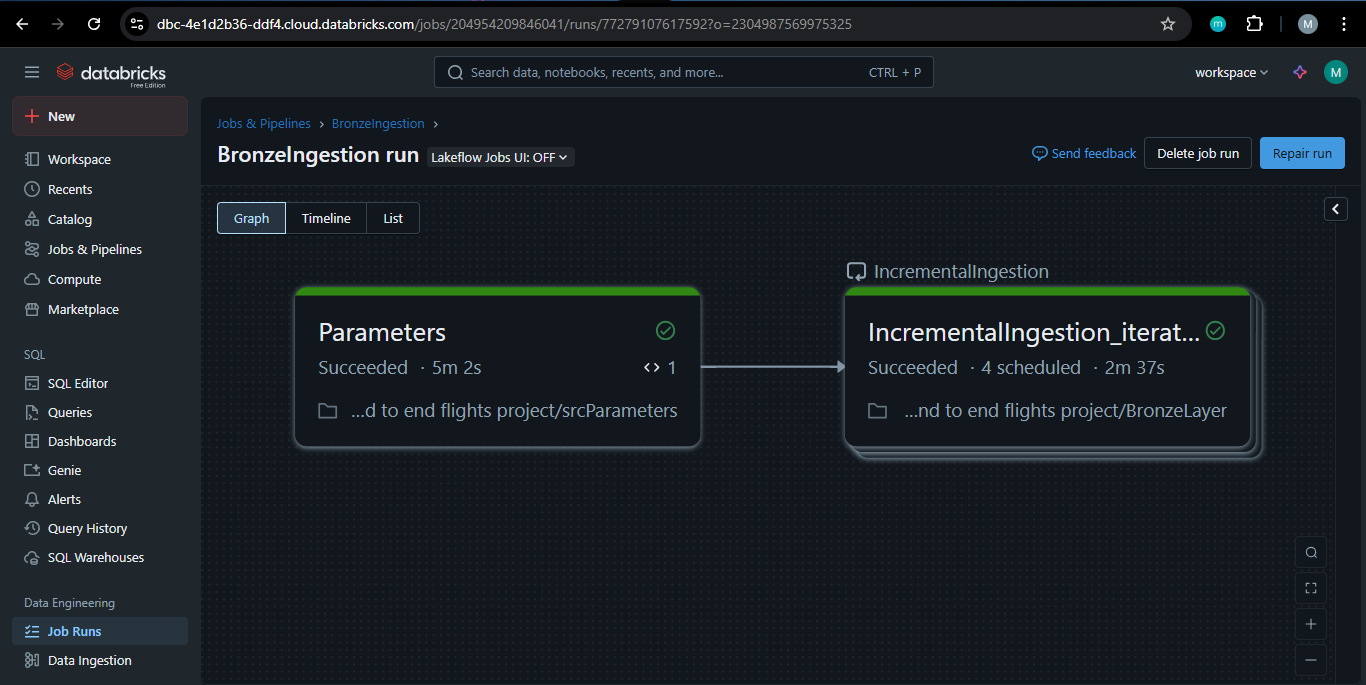 dbc-4e1d2b36-ddf4.cloud.databricks.com/jobs/204954209846041/runs/77279107617592?o=2304987569975325
m
M
databricks
Free Edition
Search data, notebooks, recents, and more...
CTRL + P
workspace
M
New
Workspace
Recents
Catalog
Jobs & Pipelines
Compute
Marketplace
SQL
SQL Editor
Queries
Dashboards
Genie
Alerts
Query History
SQL Warehouses
Data Engineering
Job Runs
Data Ingestion
Jobs & Pipelines › BronzeIngestion ›
BronzeIngestion run
Lakeflow Jobs UI: OFF
Send feedback
Delete job run
Repair run
Graph
Timeline
List
Parameters
Succeeded · 5m 2s
<> 1
...d to end flights project/srcParameters
IncrementalIngestion
IncrementalIngestion_iterat...
Succeeded · 4 scheduled · 2m 37s
...nd to end flights project/BronzeLayer